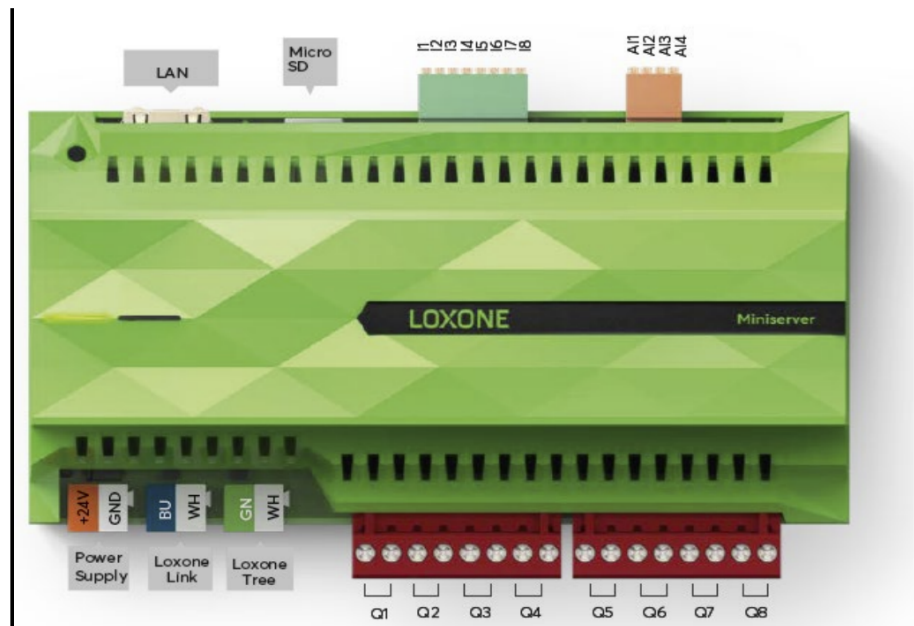 LAN
Micro
SD
I1
I2
I3
I4
I5
I6
I7
I8
AI1
AI2
AI3
AI4
LOXONE
Miniserver
+24V
GND
BU
WH
GN
WH
Power
Supply
Loxone
Link
Loxone
Tree
Q1 Q2 Q3 Q4 Q5 Q6 Q7 Q8